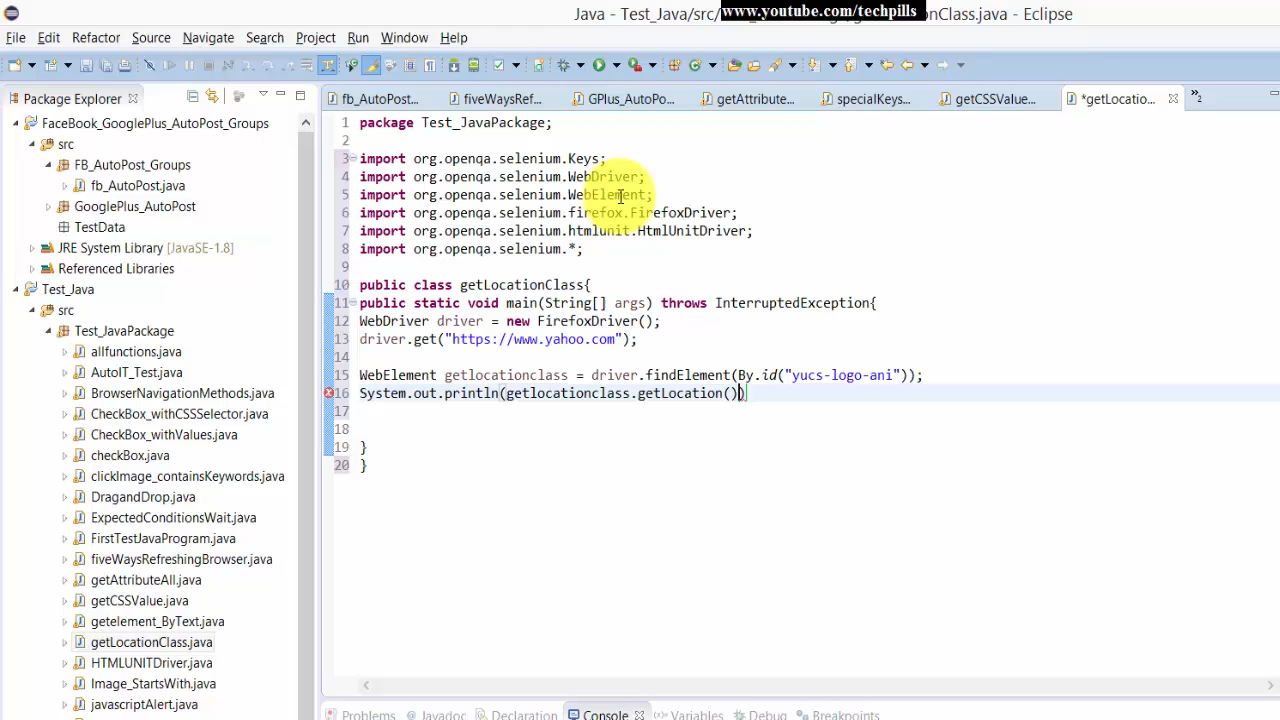 www.youtube.com/techpills
Java - Test_Java/src/ onClass.java - Eclipse
File Edit Refactor Source Navigate Search Project Run Window Help
Package Explorer
fb_AutoPost... fiveWaysRef... GPlus_AutoPo... getAttribute... specialKeys... getCSSValue... *getLocatio... 2
FaceBook_GooglePlus_AutoPost_Groups
src
FB_AutoPost_Groups
fb_AutoPost.java
GooglePlus_AutoPost
TestData
JRE System Library [JavaSE-1.8]
Referenced Libraries
Test_Java
src
Test_JavaPackage
allfunctions.java
AutoIT_Test.java
BrowserNavigationMethods.java
CheckBox_withCSSSelector.java
CheckBox_withValues.java
checkBox.java
clickImage_containsKeywords.java
DragandDrop.java
ExpectedConditionsWait.java
FirstTestJavaProgram.java
fiveWaysRefreshingBrowser.java
getAttributeAll.java
getCSSValue.java
getelement_ByText.java
getLocationClass.java
HTMLUNITDriver.java
Image_StartsWith.java
javascriptAlert.java
1 package Test_JavaPackage;
2
3 import org.openqa.selenium.Keys;
4 import org.openqa.selenium.WebDriver;
5 import org.openqa.selenium.WebElement;
6 import org.openqa.selenium.firefox.FirefoxDriver;
7 import org.openqa.selenium.htmlunit.HtmlUnitDriver;
8 import org.openqa.selenium.*;
9
10 public class getLocationClass{
11 public static void main(String[] args) throws InterruptedException{
12 WebDriver driver = new FirefoxDriver();
13 driver.get("https://www.yahoo.com");
14
15 WebElement getlocationclass = driver.findElement(By.id("yucs-logo-ani"));
16 System.out.println(getlocationclass.getLocation())
17
18
19 }
20 }
Problems Javadoc Declaration Console Variables Debug Breakpoints